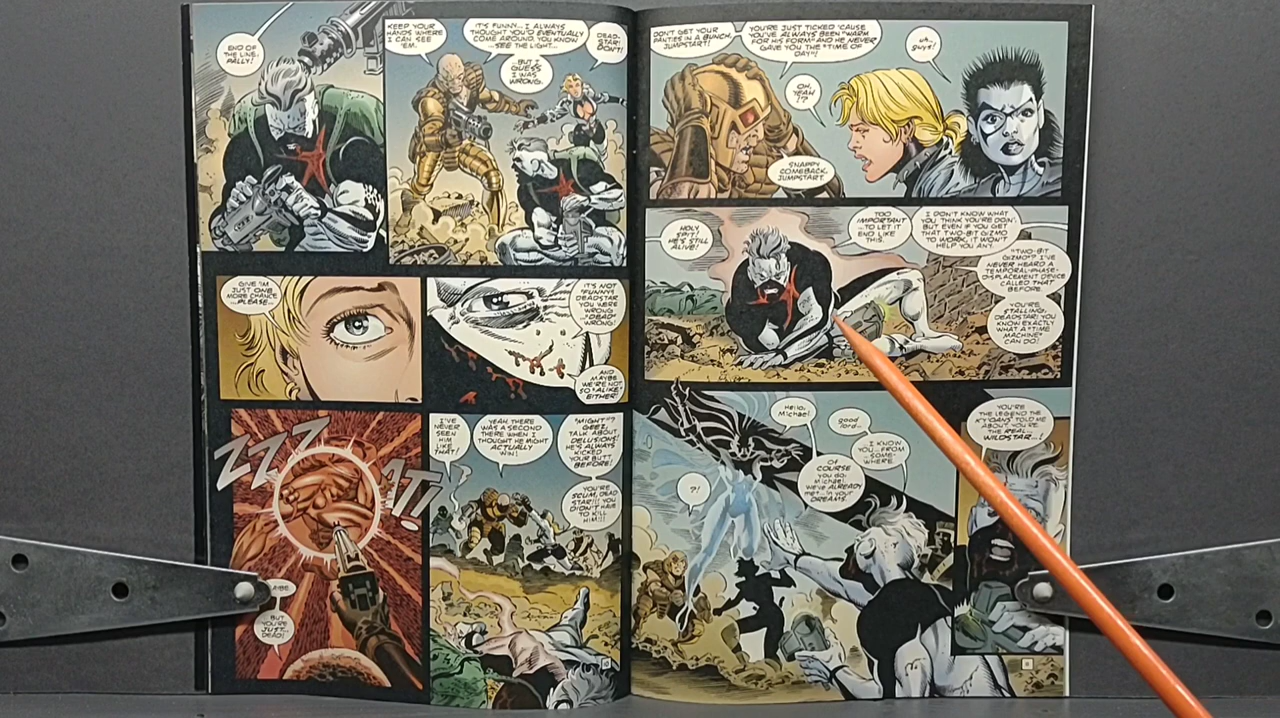 END OF
THE LINE,
PALLY!
KEEP YOUR
HANDS WHERE
I CAN SEE
'EM.
IT'S FUNNY... I ALWAYS
THOUGHT YOU'D EVENTUALLY
COME AROUND, YOU KNOW
...SEE THE LIGHT...
...BUT I
GUESS
I WAS
WRONG.
DEAD-
STAR!
DON'T!
GIVE 'IM
JUST ONE
MORE CHANCE
...PLEASE...
IT'S NOT
"FUNNY,"
DEADSTAR
YOU WERE
WRONG
..."DEAD"
WRONG!
AND
MAYBE
WE'RE NOT
SO "ALIKE"
EITHER!
ZZZ
AT!
BUT
YOU'RE
JUST...
DEAD!
I'VE
NEVER
SEEN
HIM
LIKE
THAT!
YEAH, THERE
WAS A SECOND
THERE WHEN I
THOUGHT HE MIGHT
ACTUALLY
WIN!
"MIGHT"?
GEEZ,
TALK ABOUT
DELUSIONS!
HE'S ALWAYS
KICKED
YOUR BUTT,
BEFORE!
YOU'RE
SCUM, DEAD
STAR!!! YOU
DIDN'T HAVE
TO KILL
HIM!!!
10
DON'T GET YOUR
PANTIES IN A BUNCH,
JUMPSTART!
YOU'RE JUST TICKED 'CAUSE
YOU'VE ALWAYS BEEN "WARM
FOR HIS FORM" AND HE NEVER
GAVE YOU THE "TIME OF
DAY"!
OH,
YEAH
!?
SNAPPY
COMEBACK,
JUMPSTART.
uh..
guys!
HOLY
SPIT!
HE'S STILL
ALIVE!
TOO
IMPORTANT
...TO LET IT
END LIKE
THIS.
I DON'T KNOW WHAT
YOU THINK YOU'RE DOIN',
BUT EVEN IF YOU GET
THAT TWO-BIT GIZMO
TO WORK, IT WON'T
HELP YOU ANY.
"TWO-BIT
GIZMO"? I'VE
NEVER HEARD A
TEMPORAL-PHASE-
DISPLACEMENT DEVICE
CALLED THAT
BEFORE.
YOU'RE
STALLING,
DEADSTAR! YOU
KNOW EXACTLY
WHAT A "TIME
MACHINE"
CAN DO!
?!
Hello,
Michael
good
lord...
I KNOW
YOU...FROM
...SOME-
WHERE.
OF
COURSE
you do,
Michael
We've ALREADY
met...in your
DREAMS.
YOU'RE
THE LEGEND THE
TOLD ME
ABOUT. YOU'RE
THE REAL...
WILDSTAR...!
11